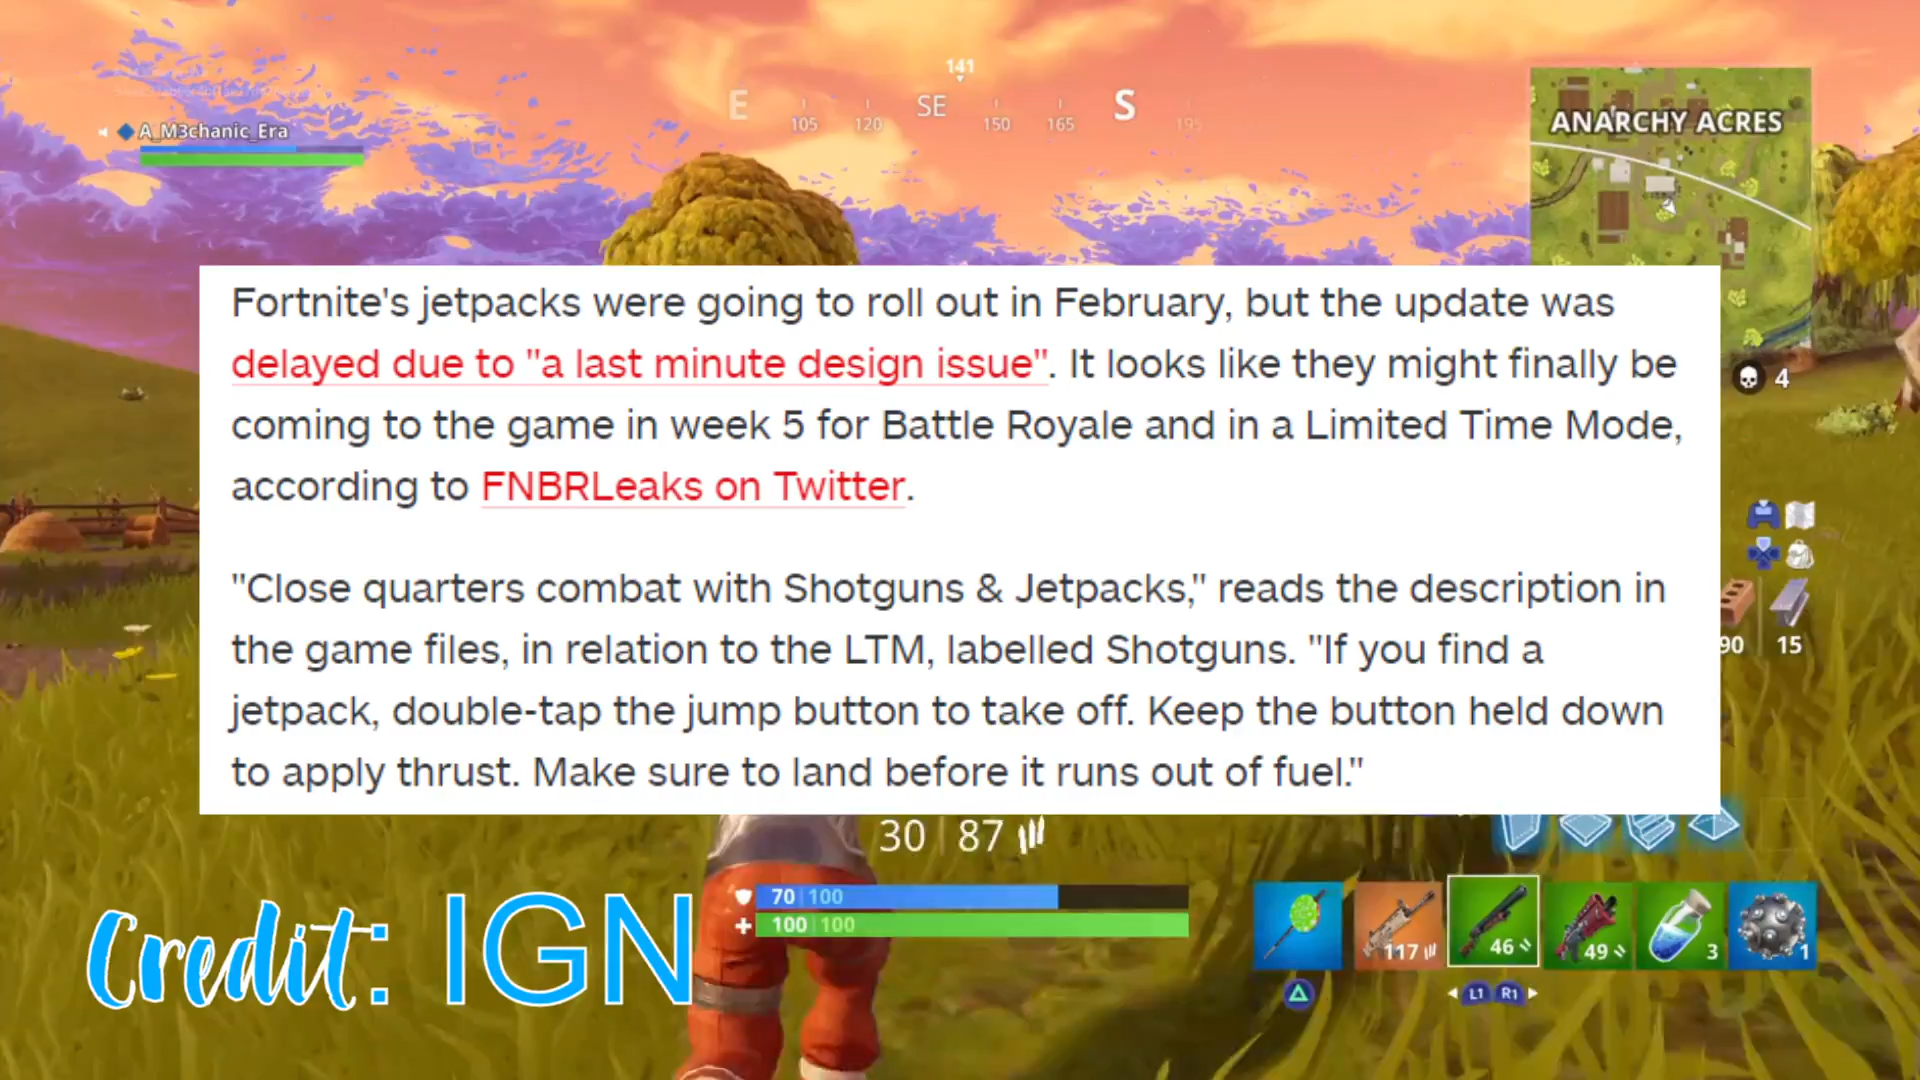 141
E 105 120 SE 150 165 S 195
A_M3chanic_Era
ANARCHY ACRES
Fortnite's jetpacks were going to roll out in February, but the update was
delayed due to "a last minute design issue". It looks like they might finally be
coming to the game in week 5 for Battle Royale and in a Limited Time Mode,
according to FNBRLeaks on Twitter.
"Close quarters combat with Shotguns & Jetpacks," reads the description in
the game files, in relation to the LTM, labelled Shotguns. "If you find a
jetpack, double-tap the jump button to take off. Keep the button held down
to apply thrust. Make sure to land before it runs out of fuel."
4
90 15
30 | 87
70 | 100
100 | 100
Credit: IGN
117 46 49 3 1
L1 R1